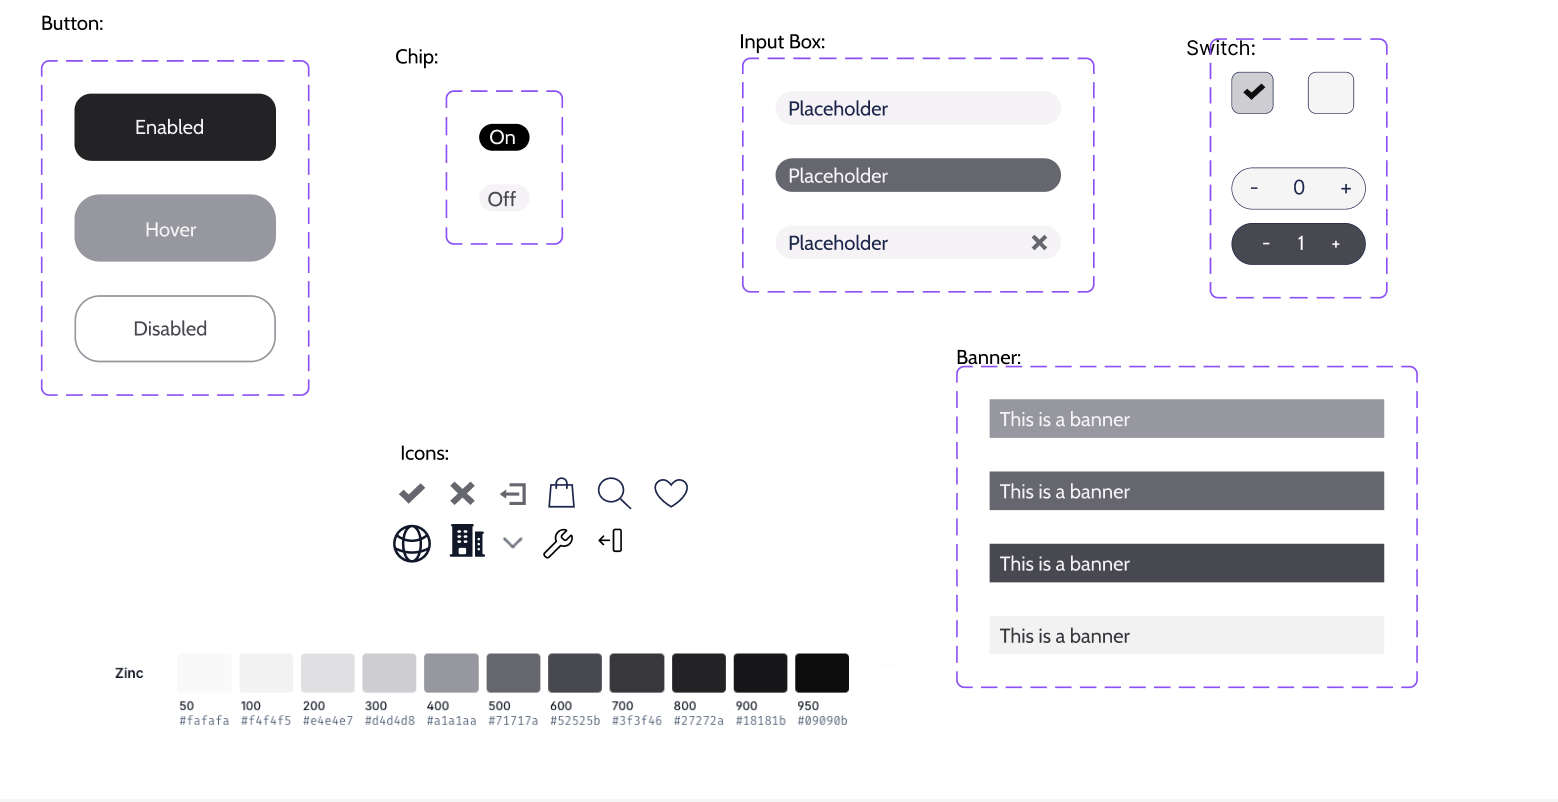 Button:
Enabled
Hover
Disabled
Chip:
On
Off
Input Box:
Placeholder
Placeholder
Placeholder
Switch:
- 0 +
- 1 +
Banner:
This is a banner
This is a banner
This is a banner
This is a banner
Icons:
Zinc
50 100 200 300 400 500 600 700 800 900 950
#fafafa #f4f4f5 #e4e4e7 #d4d4d8 #a1a1aa #71717a #52525b #3f3f46 #27272a #18181b #09090b